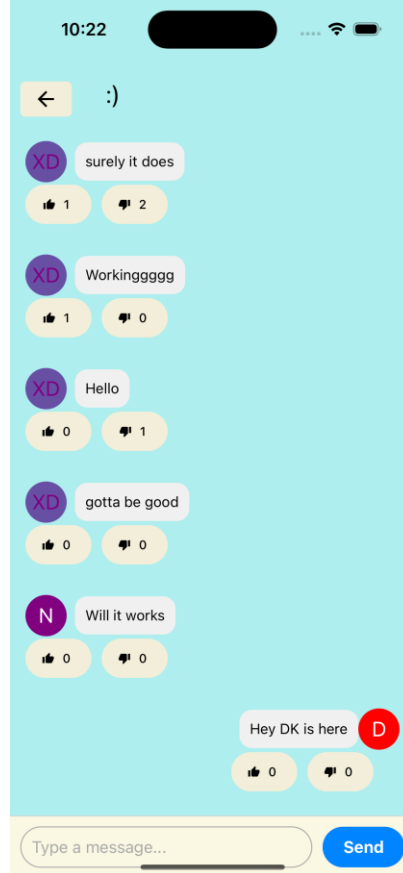 10:22
:)
XD surely it does
1 2
XD Workinggggg
1 0
XD Hello
0 1
XD gotta be good
0 0
N Will it works
0 0
Hey DK is here D
0 0
Type a message... Send